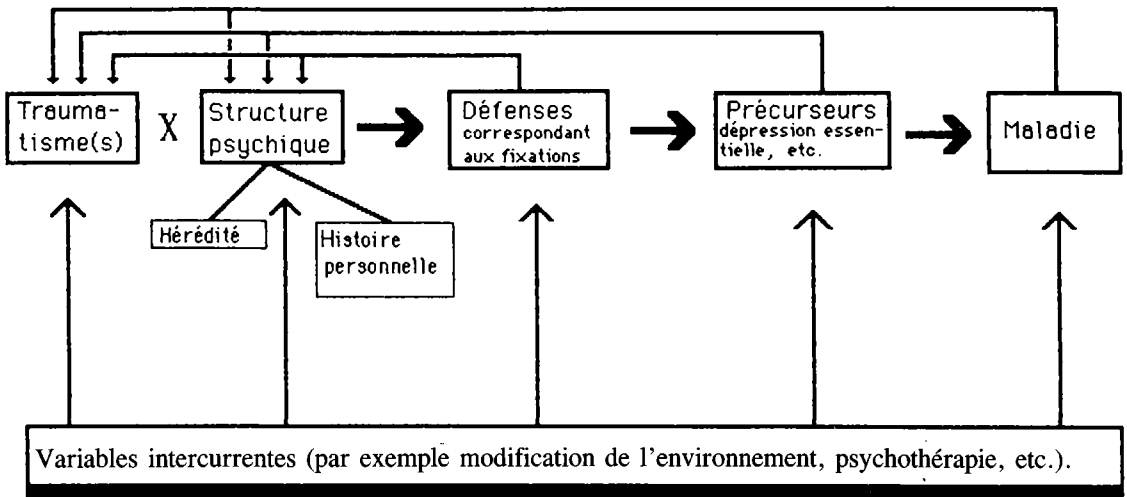 Trauma-
tisme(s)
X
Structure
psychique
Défenses
correspondant
aux fixations
Précurseurs
dépression essen-
tielle, etc.
Maladie
Hérédité
Histoire
personnelle
Variables intercurrentes (par exemple modification de l'environnement, psychothérapie, etc.).